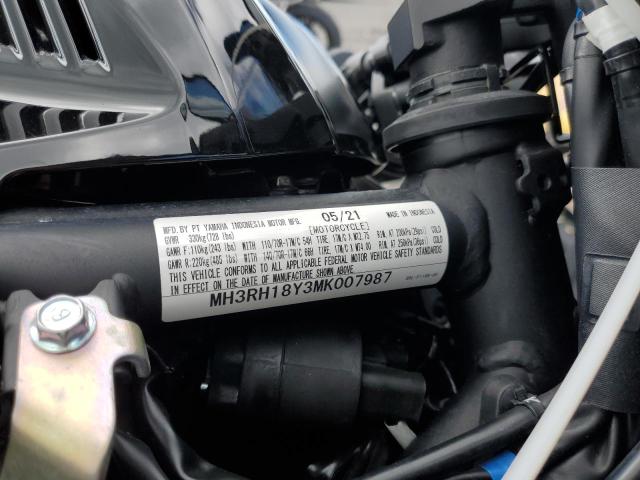 MFD.BY PT YAMAHA INDONESIA MOTOR MFG. 05/21 MADE IN INDONESIA
GVWR 330kg(728 lbs) [MOTORCYCLE]
GAWR F:110kg(243 lbs) WITH 110/70R-17M/C 54H TIRE, 17M/C X MT2.75 RIM, AT 200kPa(29psi) COLD
GAWR R:220kg(485 lbs) WITH 140/70R-17M/C 66H TIRE, 17M/C X MT4.00 RIM, AT 250kPa(36psi) COLD
THIS VEHICLE CONFORMS TO ALL APPLICABLE FEDERAL MOTOR VEHICLE SAFETY STANDARDS
IN EFFECT ON THE DATE OF MANUFACTURE SHOWN ABOVE.
MH3RH18Y3MK007987